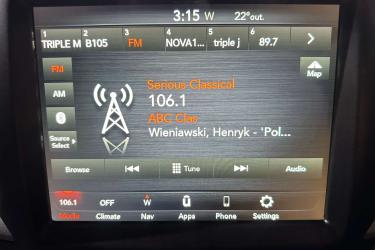 3:15 W 22°out.
1 2 3 4 5 6
TRIPLE M B105 FM NOVA1... triple j 89.7
FM
AM
Source
Select
Map
Serious Classical
106.1
ABC Clas
Wieniawski, Henryk - 'Pol...
Browse Tune Audio
106.1 OFF W
Media Climate Nav Apps Phone Settings